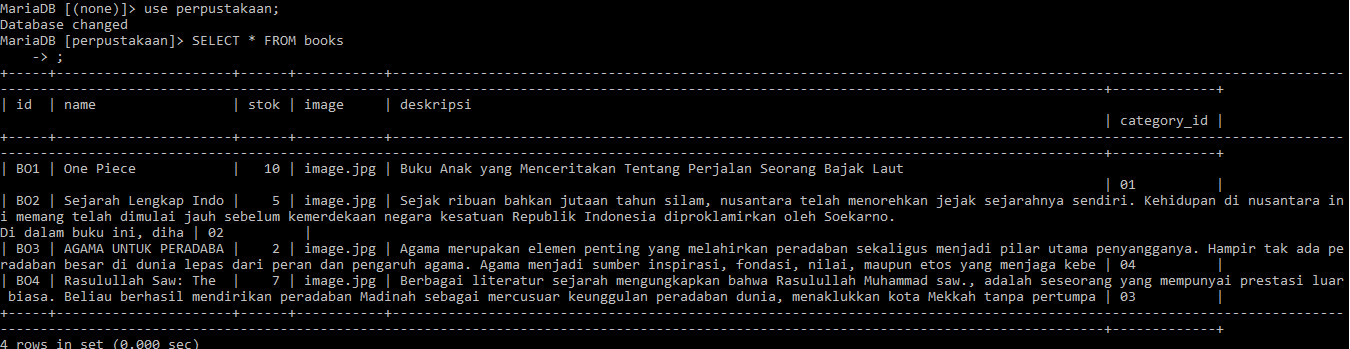 MariaDB [(none)]> use perpustakaan;
Database changed
MariaDB [perpustakaan]> SELECT * FROM books
    -> ;
| id  | name                 | stok | image     | deskripsi
| category_id |
| BO1 | One Piece            |   10 | image.jpg | Buku Anak yang Menceritakan Tentang Perjalan Seorang Bajak Laut
| 01          |
| BO2 | Sejarah Lengkap Indo |    5 | image.jpg | Sejak ribuan bahkan jutaan tahun silam, nusantara telah menorehkan jejak sejarahnya sendiri. Kehidupan di nusantara in
i memang telah dimulai jauh sebelum kemerdekaan negara kesatuan Republik Indonesia diproklamirkan oleh Soekarno.
Di dalam buku ini, diha | 02          |
| BO3 | AGAMA UNTUK PERADABA |    2 | image.jpg | Agama merupakan elemen penting yang melahirkan peradaban sekaligus menjadi pilar utama penyangganya. Hampir tak ada pe
radaban besar di dunia lepas dari peran dan pengaruh agama. Agama menjadi sumber inspirasi, fondasi, nilai, maupun etos yang menjaga kebe | 04          |
| BO4 | Rasulullah Saw: The  |    7 | image.jpg | Berbagai literatur sejarah mengungkapkan bahwa Rasulullah Muhammad saw., adalah seseorang yang mempunyai prestasi luar
 biasa. Beliau berhasil mendirikan peradaban Madinah sebagai mercusuar keunggulan peradaban dunia, menaklukkan kota Mekkah tanpa pertumpa | 03          |
4 rows in set (0.000 sec)